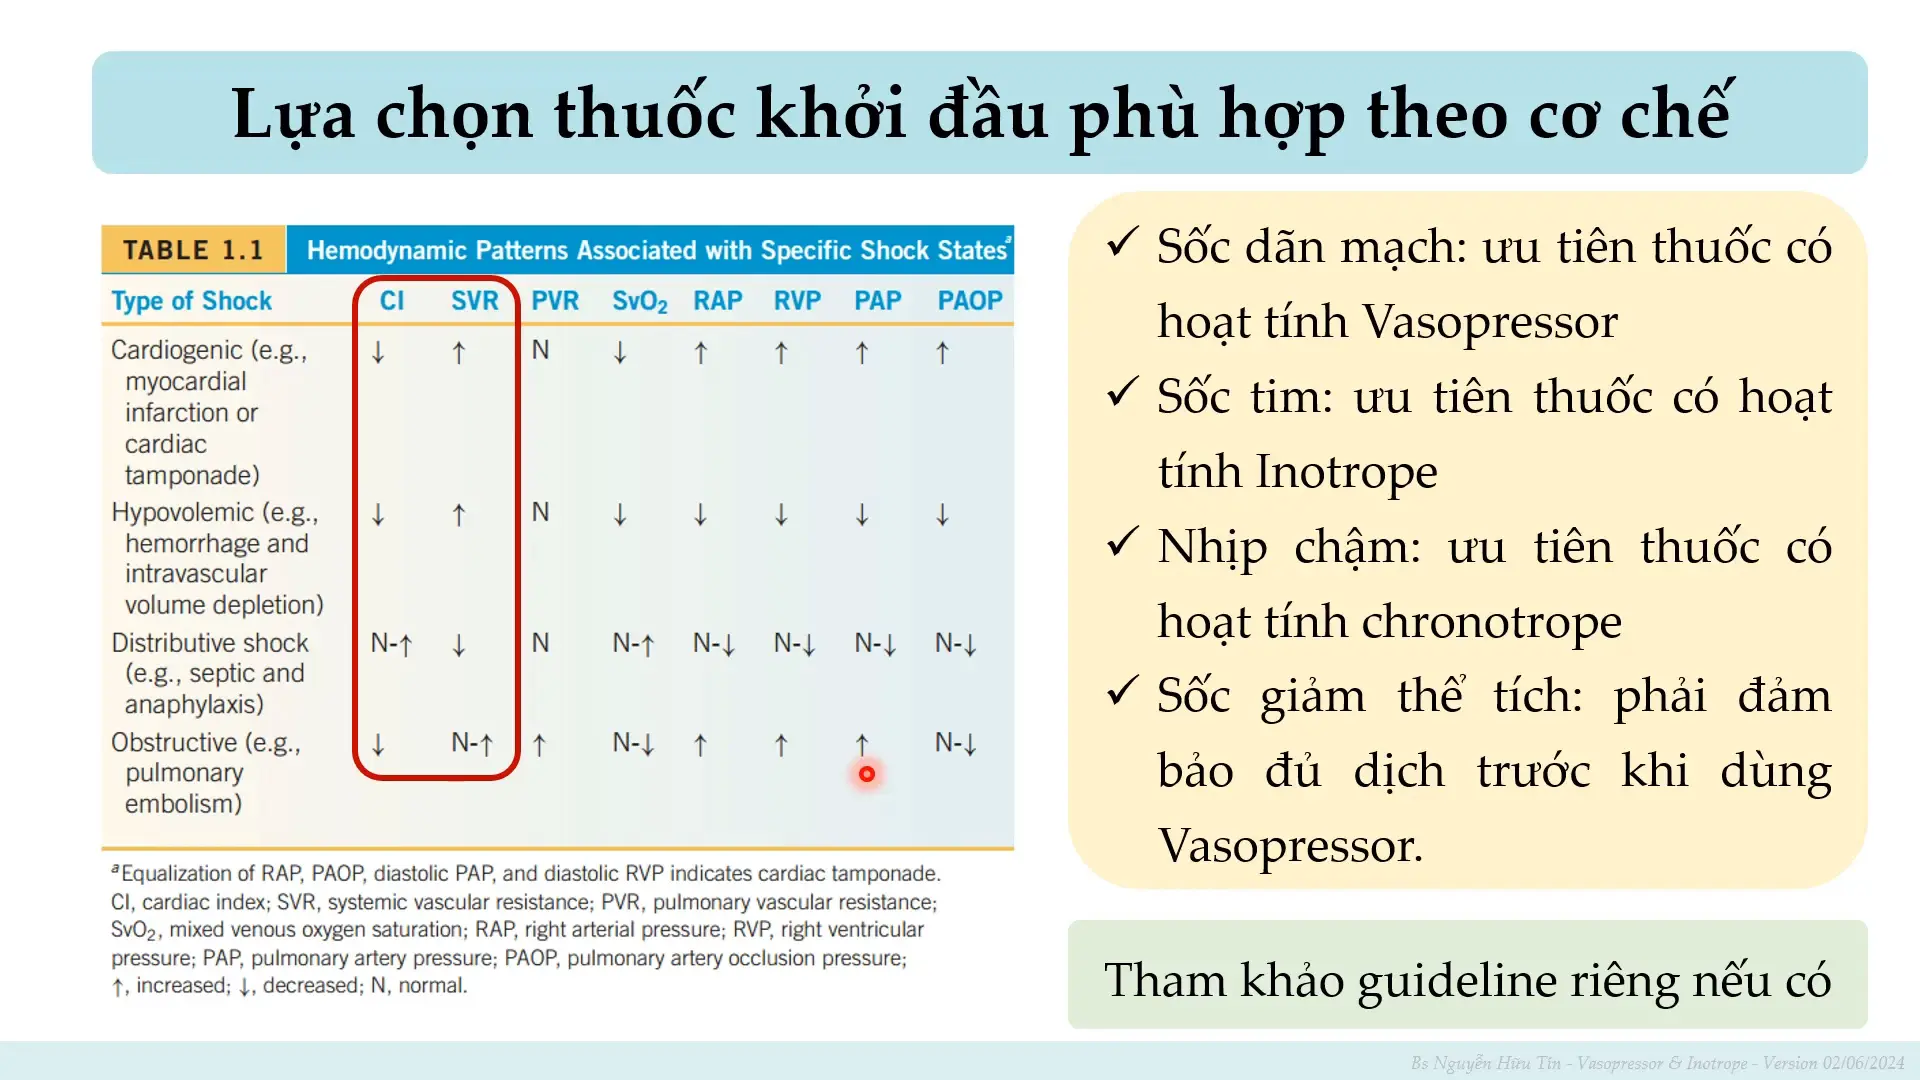 Lựa chọn thuốc khởi đầu phù hợp theo cơ chế
TABLE 1.1 Hemodynamic Patterns Associated with Specific Shock States^a
Type of Shock CI SVR PVR SvO₂ RAP RVP PAP PAOP
Cardiogenic (e.g., ↓ ↑ N ↓ ↑ ↑ ↑ ↑
myocardial
infarction or
cardiac
tamponade)
Hypovolemic (e.g., ↓ ↑ N ↓ ↓ ↓ ↓ ↓
hemorrhage and
intravascular
volume depletion)
Distributive shock N-↑ ↓ N N-↑ N-↓ N-↓ N-↓ N-↓
(e.g., septic and
anaphylaxis)
Obstructive (e.g., ↓ N-↑ ↑ N-↓ ↑ ↑ ↑ N-↓
pulmonary
embolism)
^aEqualization of RAP, PAOP, diastolic PAP, and diastolic RVP indicates cardiac tamponade.
CI, cardiac index; SVR, systemic vascular resistance; PVR, pulmonary vascular resistance;
SvO₂, mixed venous oxygen saturation; RAP, right arterial pressure; RVP, right ventricular
pressure; PAP, pulmonary artery pressure; PAOP, pulmonary artery occlusion pressure;
↑, increased; ↓, decreased; N, normal.
✓ Sốc dãn mạch: ưu tiên thuốc có
hoạt tính Vasopressor
✓ Sốc tim: ưu tiên thuốc có hoạt
tính Inotrope
✓ Nhịp chậm: ưu tiên thuốc có
hoạt tính chronotrope
✓ Sốc giảm thể tích: phải đảm
bảo đủ dịch trước khi dùng
Vasopressor.
Tham khảo guideline riêng nếu có
Bs Nguyễn Hữu Tín - Vasopressor & Inotrope - Version 02/06/2024